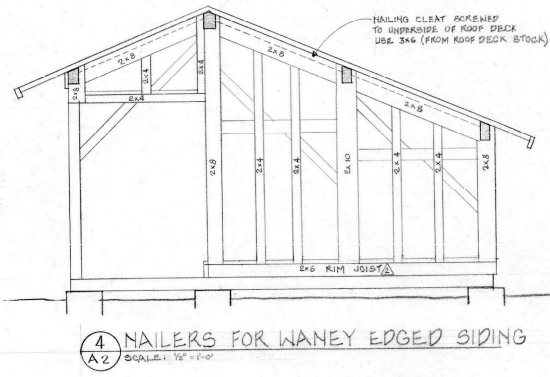 NAILING CLEAT SCREWED
TO UNDERSIDE OF ROOF DECK
USE 3x6 (FROM ROOF DECK STOCK)
2x8
2x8
2x4
2x4
2x8
2x8
2x4
2x8
2x4
2x4
2x10
2x4
2x4
2x8
2x6 RIM JOIST
4
A2
NAILERS FOR WANEY EDGED SIDING
SCALE: 1/2" = 1'-0"